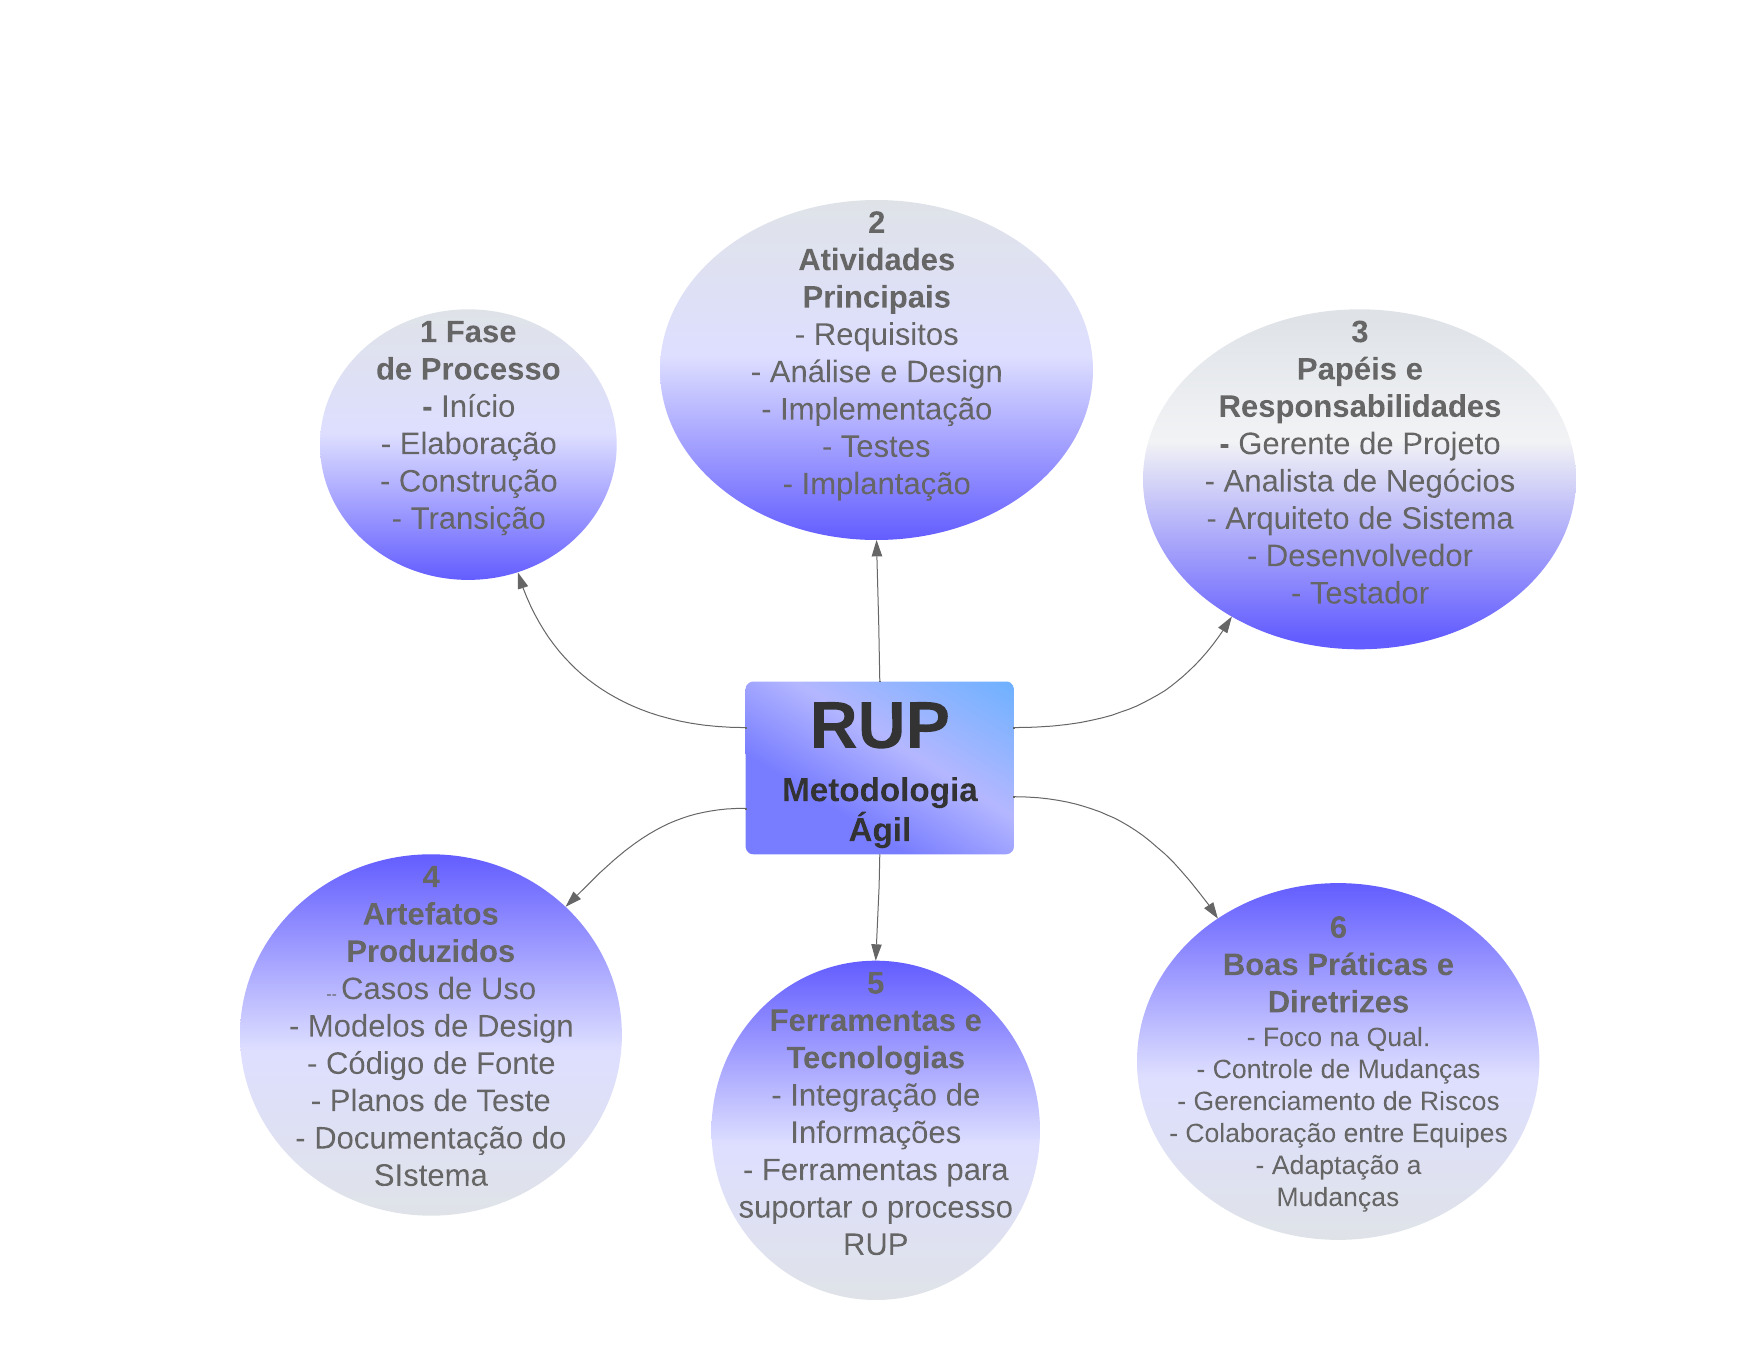 1 Fase
de Processo
- Início
- Elaboração
- Construção
- Transição
2
Atividades
Principais
- Requisitos
- Análise e Design
- Implementação
- Testes
- Implantação
3
Papéis e
Responsabilidades
- Gerente de Projeto
- Analista de Negócios
- Arquiteto de Sistema
- Desenvolvedor
- Testador
RUP
Metodologia
Ágil
4
Artefatos
Produzidos
-- Casos de Uso
- Modelos de Design
- Código de Fonte
- Planos de Teste
- Documentação do
SIstema
5
Ferramentas e
Tecnologias
- Integração de
Informações
- Ferramentas para
suportar o processo
RUP
6
Boas Práticas e
Diretrizes
- Foco na Qual.
- Controle de Mudanças
- Gerenciamento de Riscos
- Colaboração entre Equipes
- Adaptação a
Mudanças